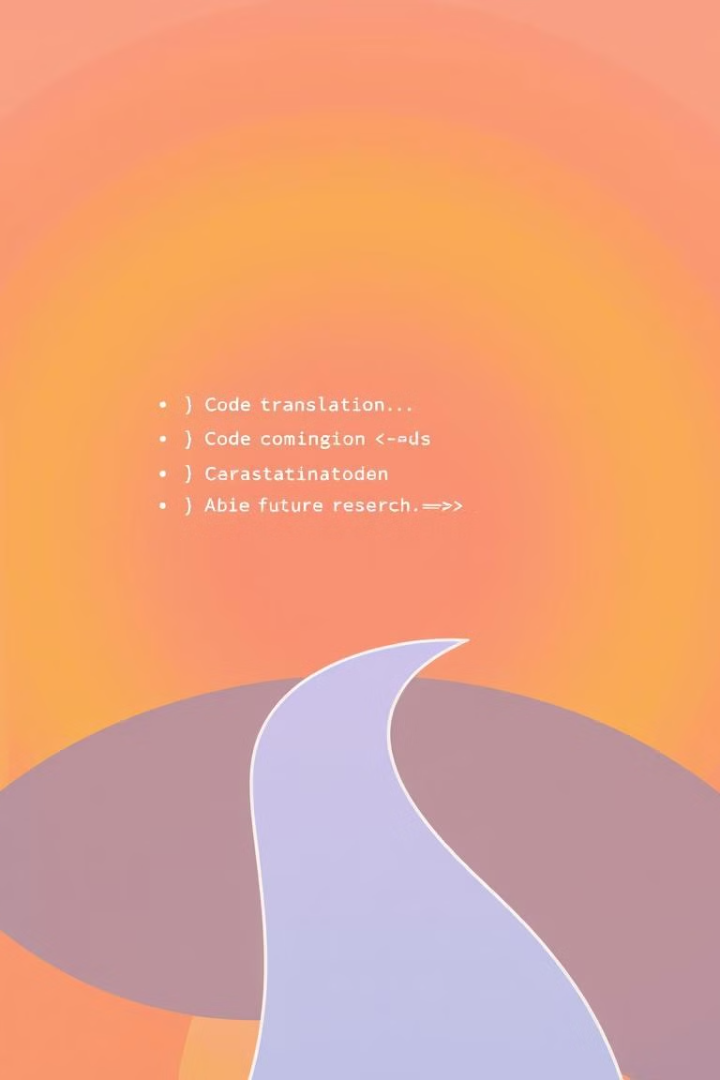 • } Code translation...
• } Code comingion <-=ds
• } Carastatinatoden
• } Abie future reserch.==>>